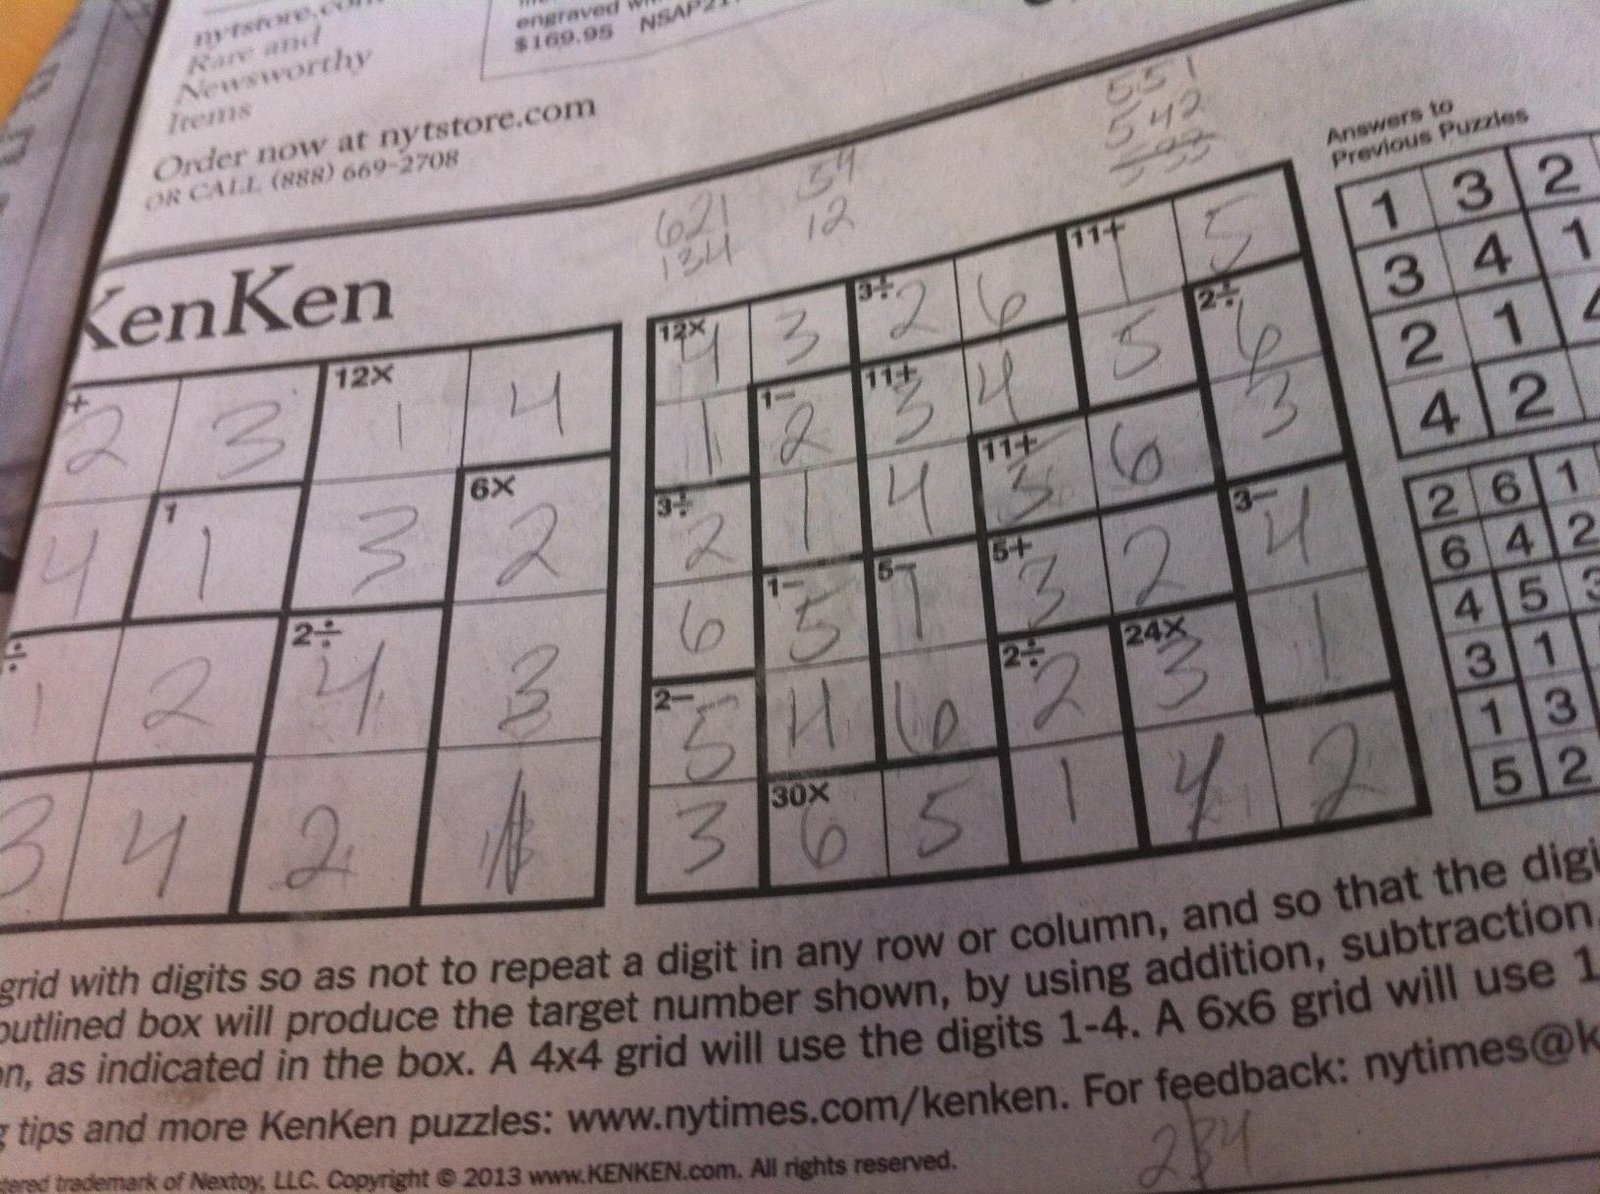 nytstore.com
Rare and
Newsworthy
Items
engraved
$169.95 NSAP
Order now at nytstore.com
OR CALL (888) 669-2708
551
542
621
134
54
12
Answers to
Previous Puzzles
KenKen
+ 12×
2 3 1 4
1 6×
4 1 3 2
÷ 2÷
1 2 4 3
3 4 2 1
12× 3÷ 11+
4 3 2 6 1 5
1- 11+ 2÷
1 2 3 4 5 6
3÷ 11+
2 1 4 5 6 3
1- 5- 5+ 3-
6 5 1 3 2 4
2- 2÷ 24×
5 4 6 2 3 1
30×
3 6 5 1 4 2
1 3 2
3 4 1
2 1 4
4 2
2 6 1
6 4 2
4 5 3
3 1
1 3
5 2
grid with digits so as not to repeat a digit in any row or column, and so that the digi
outlined box will produce the target number shown, by using addition, subtraction,
on, as indicated in the box. A 4x4 grid will use the digits 1-4. A 6x6 grid will use 1
tips and more KenKen puzzles: www.nytimes.com/kenken. For feedback: nytimes@k
tered trademark of Nextoy, LLC. Copyright © 2013 www.KENKEN.com. All rights reserved.